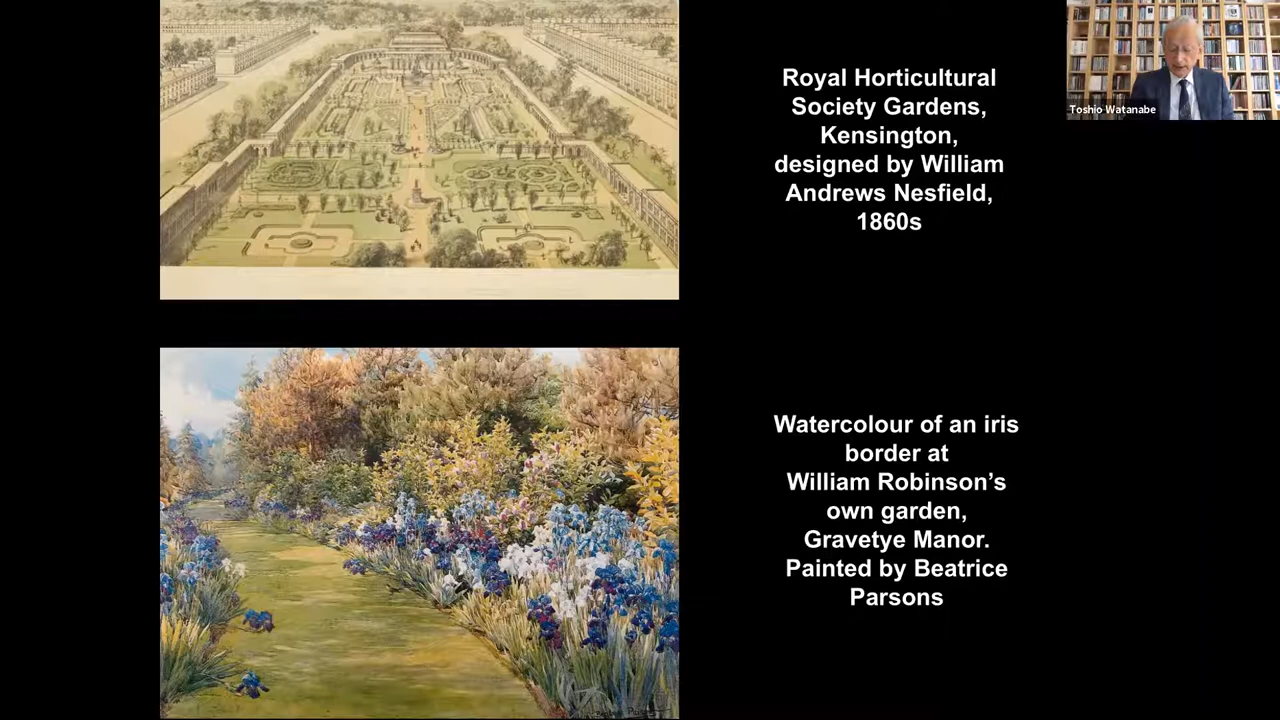 Royal Horticultural
Society Gardens,
Kensington,
designed by William
Andrews Nesfield,
1860s
Toshio Watanabe
Watercolour of an iris
border at
William Robinson’s
own garden,
Gravetye Manor.
Painted by Beatrice
Parsons